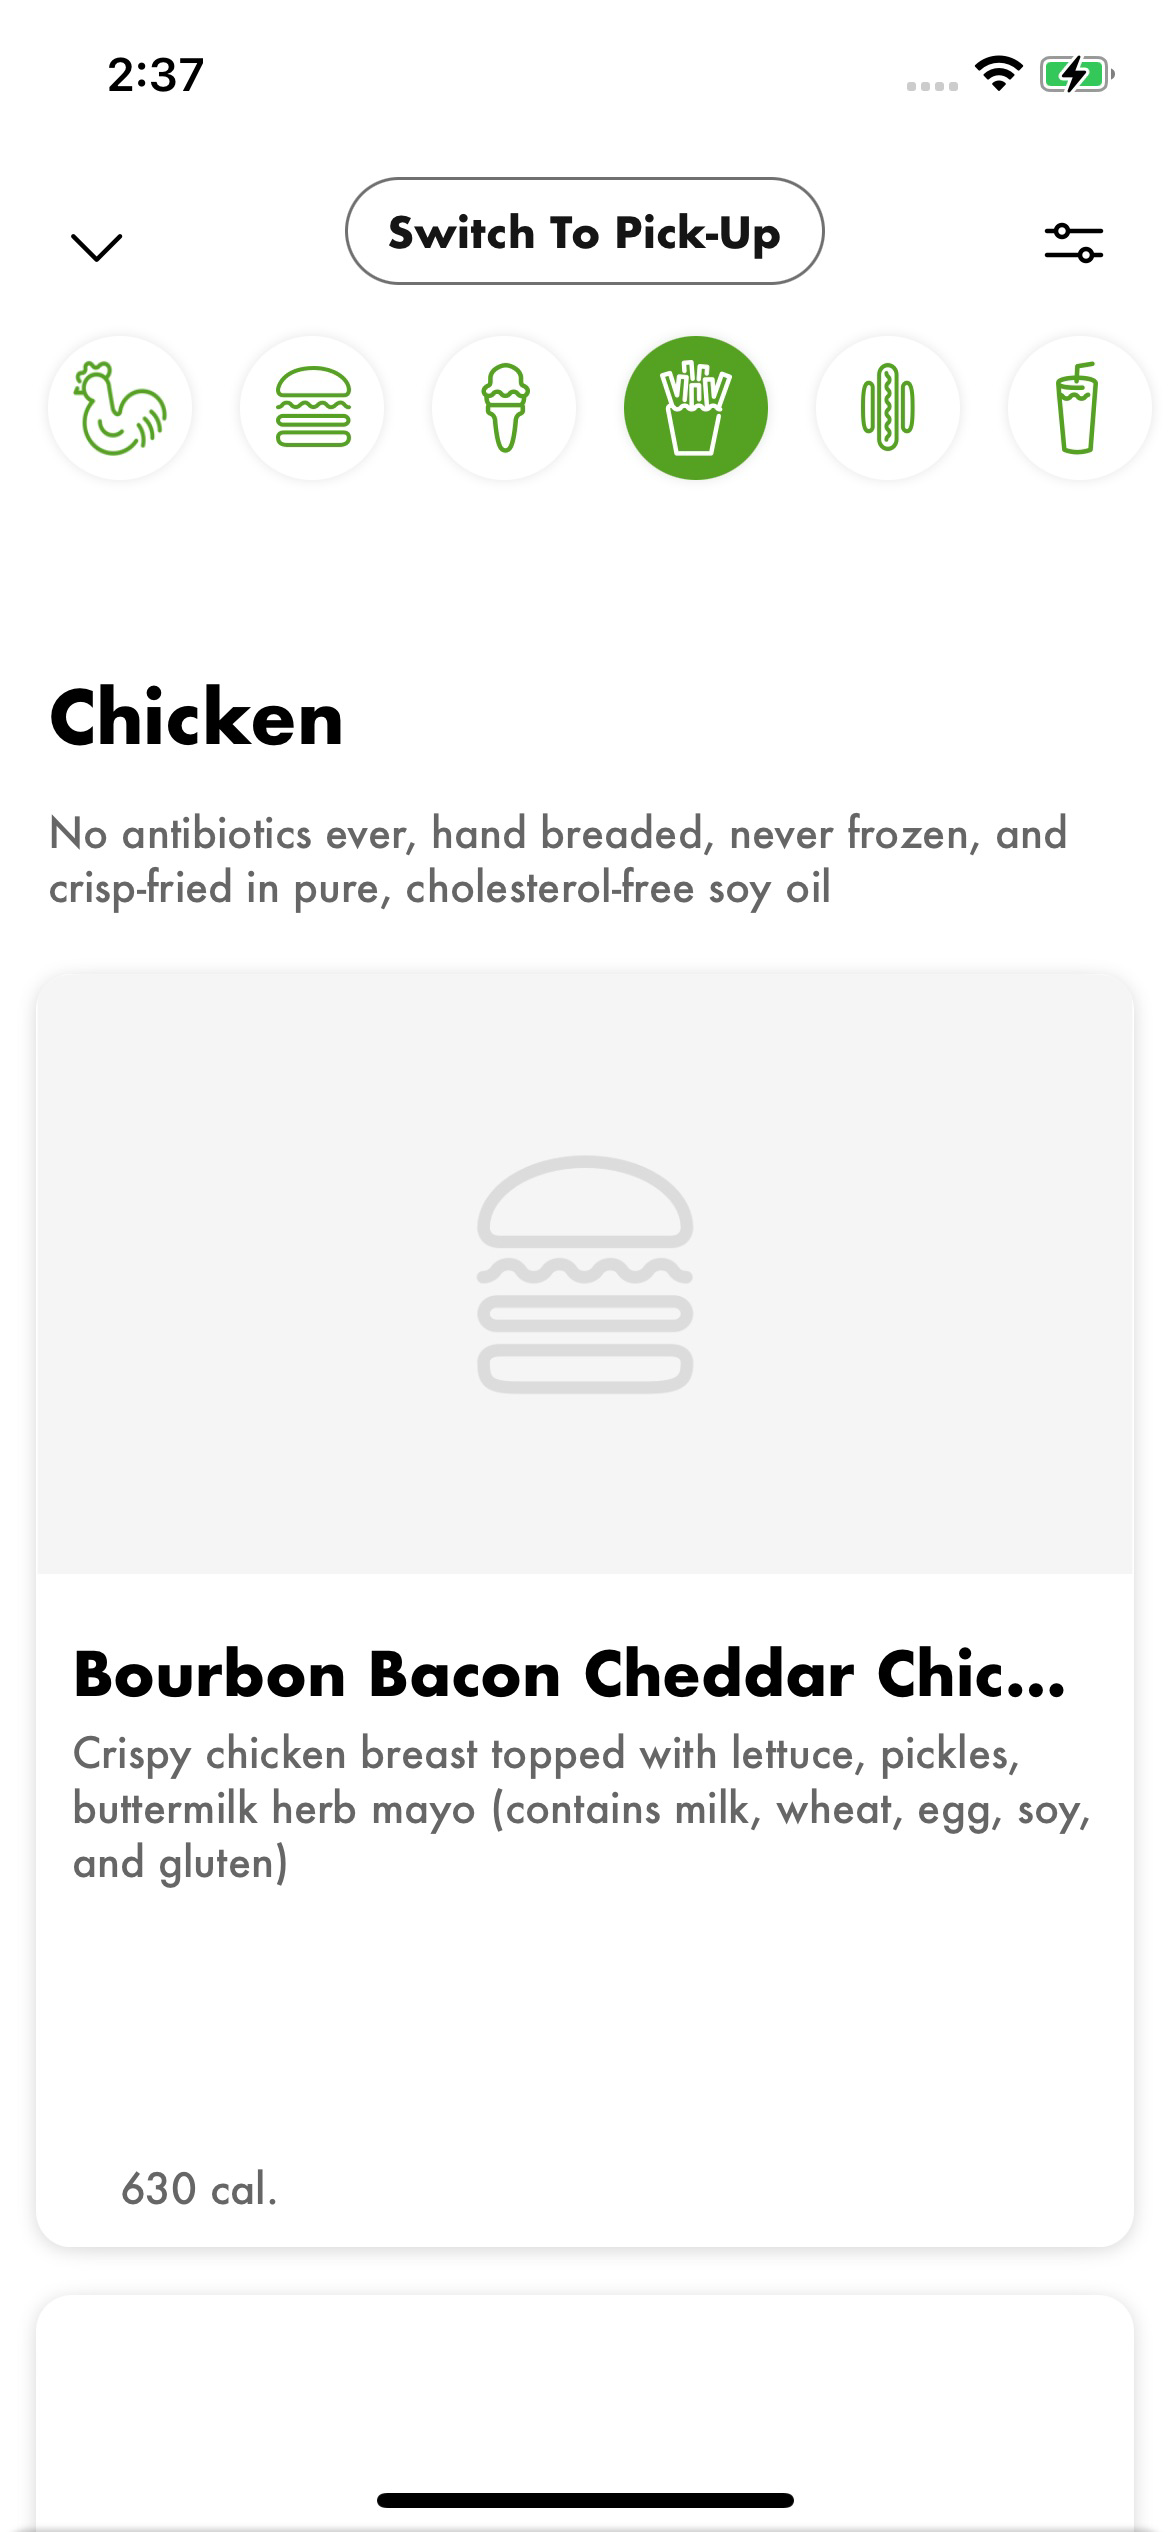 2:37
Switch To Pick-Up
Chicken
No antibiotics ever, hand breaded, never frozen, and
crisp-fried in pure, cholesterol-free soy oil
Bourbon Bacon Cheddar Chic...
Crispy chicken breast topped with lettuce, pickles,
buttermilk herb mayo (contains milk, wheat, egg, soy,
and gluten)
630 cal.